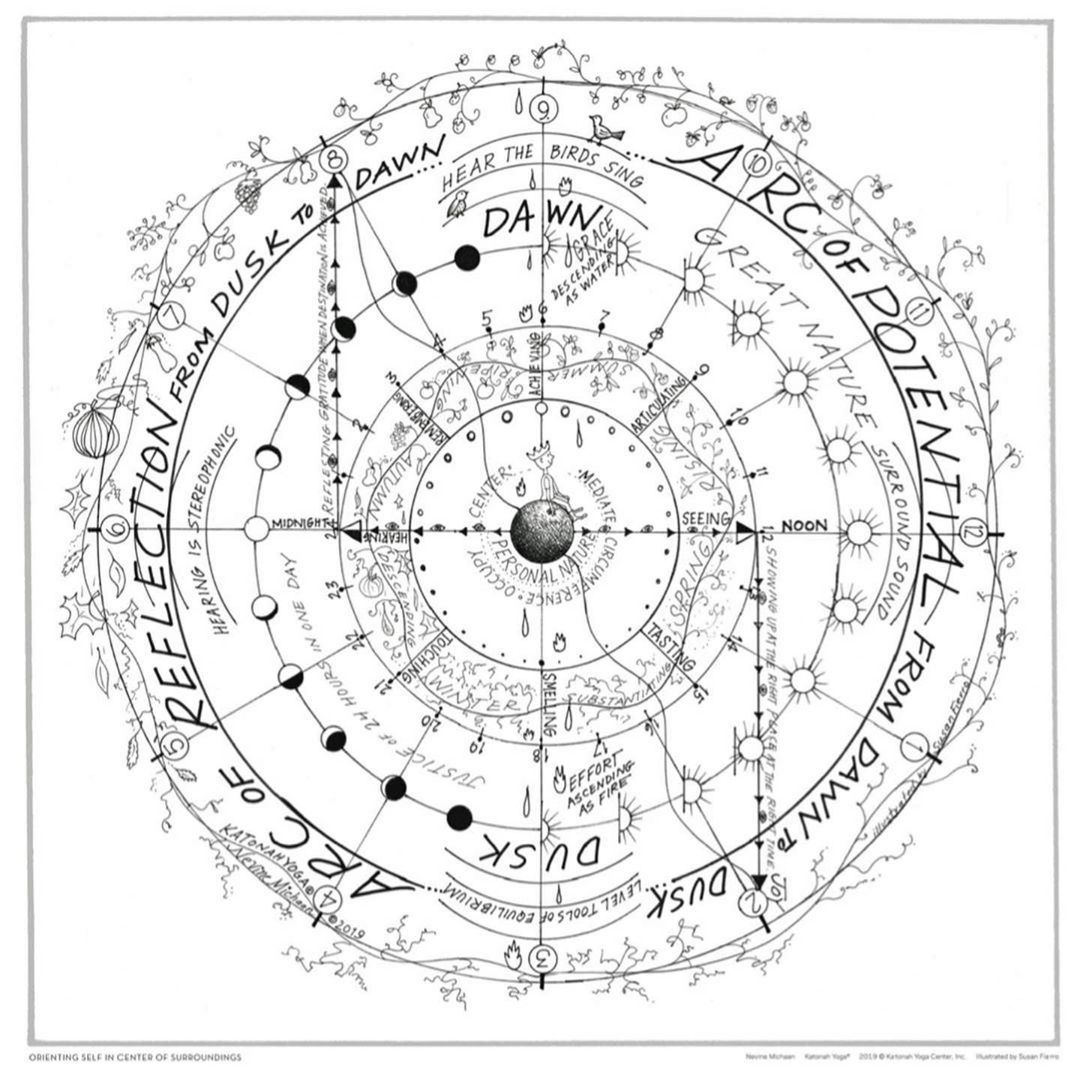 9
10
11
12
1
2
3
4
5
6
7
8
ARC OF POTENTIAL FROM DAWN TO DUSK
ARC OF REFLECTION FROM DUSK TO DAWN
HEAR THE BIRDS SING
DAWN
GRACE
DESCENDING
AS WATER
GREAT NATURE SURROUND SOUND
NOON
SHOWING UP AT THE RIGHT PLACE AT THE RIGHT TIME
DUSK
LEVEL TOOLS OF EQUILIBRIUM
EFFORT
ASCENDING
AS FIRE
JUSTICE OF 24 HOURS IN ONE DAY
HEARING IS STEREOPHONIC
MIDNIGHT
REFLECTING GRATITUDE WHEN DESTINATION IS ACHIEVED
5
6
7
8
9
10
11
12
14
15
16
17
18
19
20
21
22
23
24
2
3
4
ACHIEVING
ARTICULATING
SEEING
TASTING
SMELLING
TOUCHING
HEARING
REMEMBERING
SUMMER
RISING
SPRING
SUBSTANTIATING
WINTER
DESCENDING
AUTUMN
RIPENING
CENTER • MEDIATE CIRCUMFERENCE • OCCUPY
PERSONAL NATURE
KATONAH YOGA®
Nevine Michaan
©2019
illustration by Susan Fierro
ORIENTING SELF IN CENTER OF SURROUNDINGS
Nevine Michaan Katonah Yoga® 2019 © Katonah Yoga Center, Inc. Illustrated by Susan Fierro